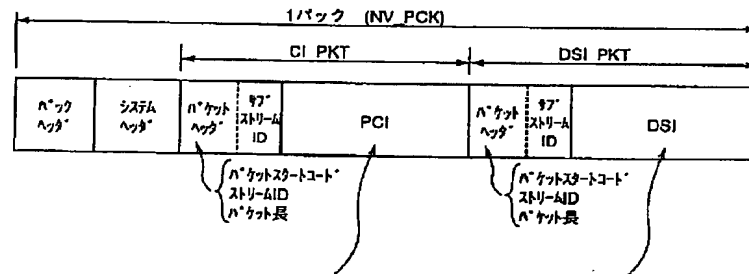 1パック (NV_PCK)
CI PKT
DSI PKT
パック
ヘッダ
システム
ヘッダ
パケット
ヘッダ
サブ
ストリーム
ID
PCI
パケット
ヘッダ
サブ
ストリーム
ID
DSI
パケットスタートコード
ストリームID
パケット長
パケットスタートコード
ストリームID
パケット長